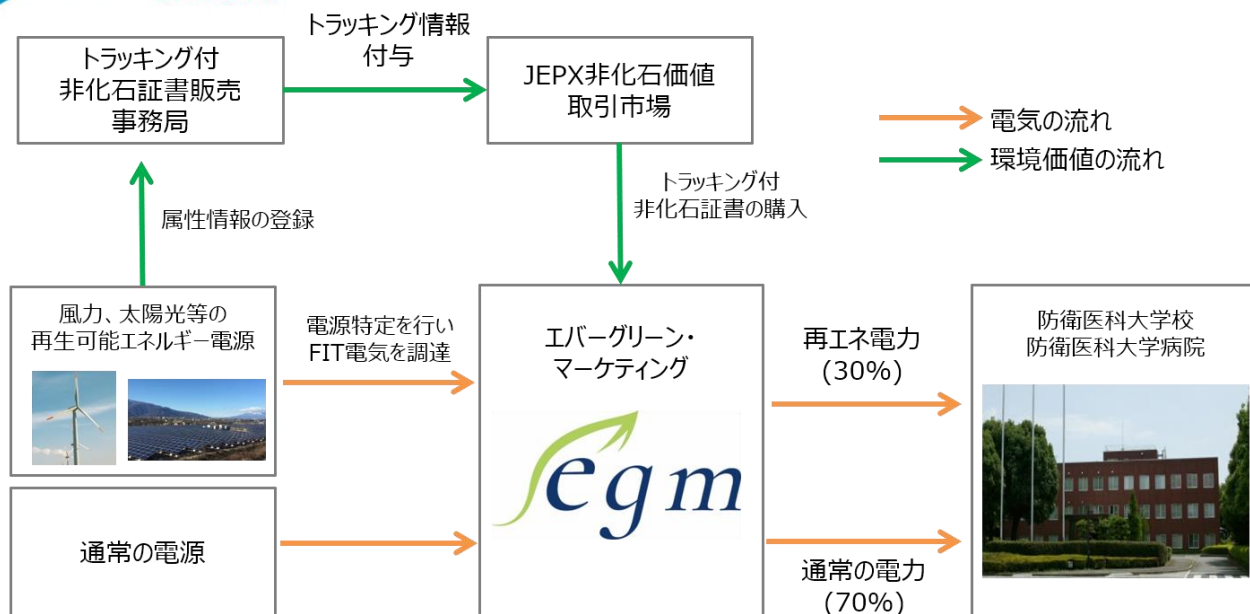 トラッキング付
非化石証書販売
事務局
トラッキング情報
付与
JEPX非化石価値
取引市場
電気の流れ
環境価値の流れ
属性情報の登録
トラッキング付
非化石証書の購入
風力、太陽光等の
再生可能エネルギー電源
電源特定を行い
FIT電気を調達
エバーグリーン・
マーケティング
egm
再エネ電力
(30%)
防衛医科大学校
防衛医科大学病院
通常の電源
通常の電力
(70%)